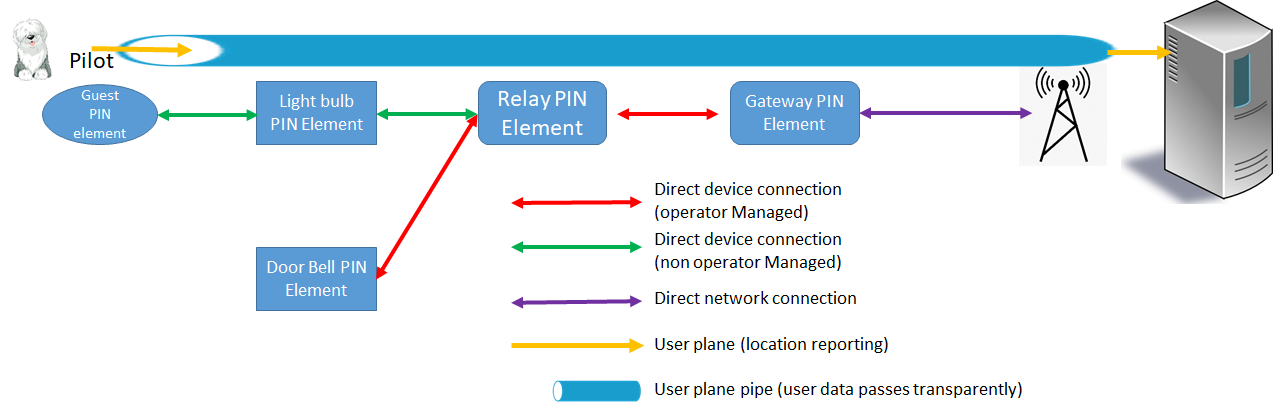 Pilot
Guest
PIN
element
Light bulb
PIN Element
Relay PIN
Element
Gateway PIN
Element
Door Bell PIN
Element
Direct device connection
(operator Managed)
Direct device connection
(non operator Managed)
Direct network connection
User plane (location reporting)
User plane pipe (user data passes transparently)